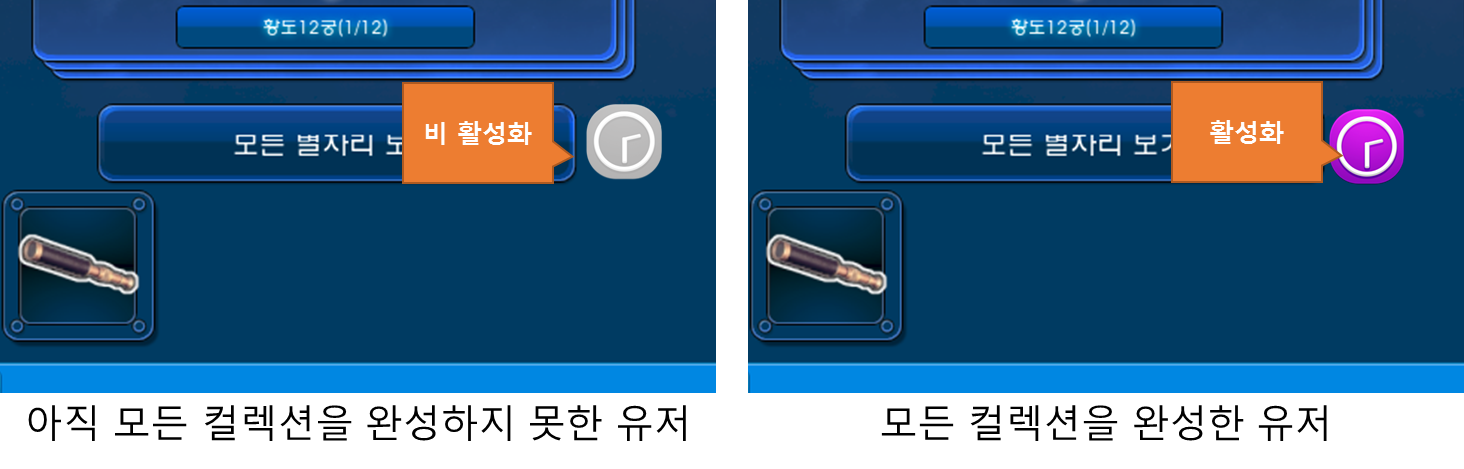 황도12궁(1/12)
모든 별자리 보
비 활성화
아직 모든 컬렉션을 완성하지 못한 유저
황도12궁(1/12)
모든 별자리 보기
활성화
모든 컬렉션을 완성한 유저